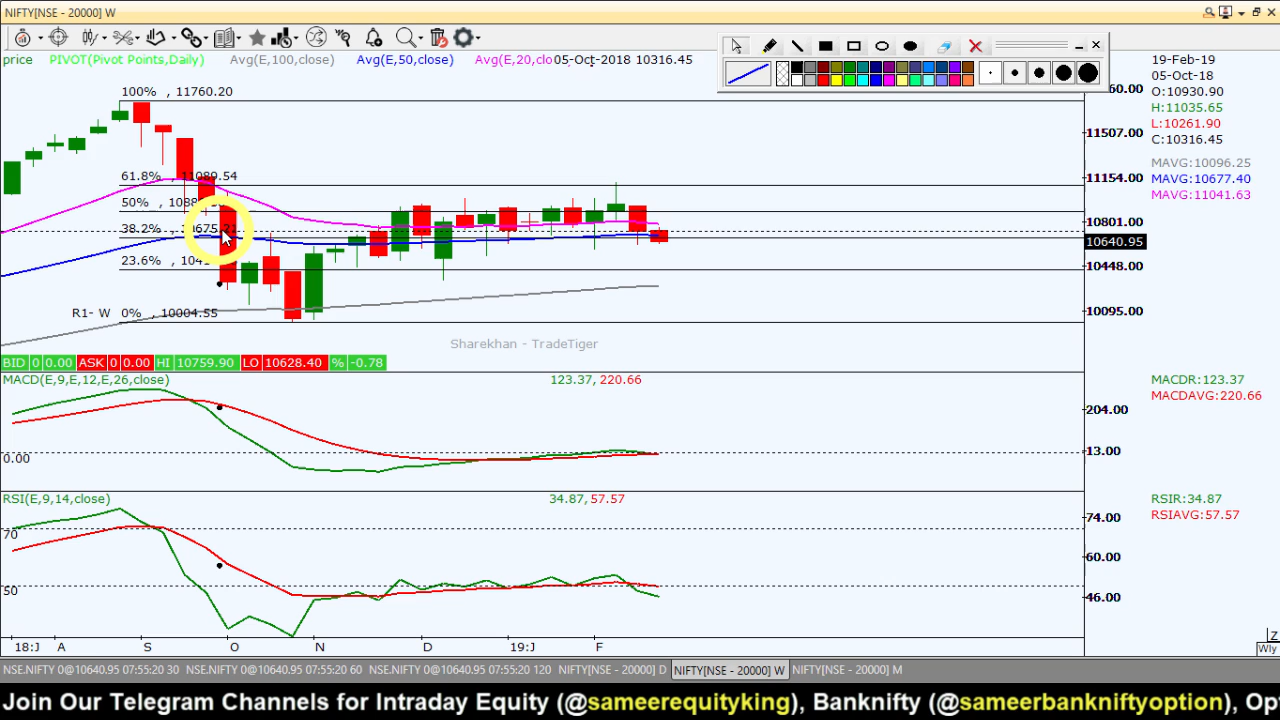 NIFTY[NSE - 20000] W
price PIVOT(Pivot Points,Daily) Avg(E,100,close) Avg(E,50,close) Avg(E,20,clo 05-Oct-2018 10316.45
19-Feb-19
05-Oct-18
O:10930.90
H:11035.65
L:10261.90
C:10316.45
MAVG:10096.25
MAVG:10677.40
MAVG:11041.63
100% , 11760.20
61.8% , 11089.54
50%
38.2%
23.6%
R1- W 0% , 10004.55
60.00
11507.00
11154.00
10801.00
10640.95
10448.00
10095.00
Sharekhan - TradeTiger
BID 0 0.00 ASK 0 0.00 HI 10759.90 LO 10628.40 % -0.78
MACD(E,9,E,12,E,26,close) 123.37, 220.66
MACDR:123.37
MACDAVG:220.66
204.00
13.00
0.00
RSI(E,9,14,close) 34.87, 57.57
RSIR:34.87
RSIAVG:57.57
74.00
70
60.00
50
46.00
18:J A S O N D 19:J F
Z
Wly
NSE.NIFTY 0@10640.95 07:55:20 30 NSE.NIFTY 0@10640.95 07:55:20 60 NSE.NIFTY 0@10640.95 07:55:20 120 NIFTY[NSE - 20000] D NIFTY[NSE - 20000] W NIFTY[NSE - 20000] M
Join Our Telegram Channels for Intraday Equity (@sameerequityking), Banknifty (@sameerbankniftyoption), Op